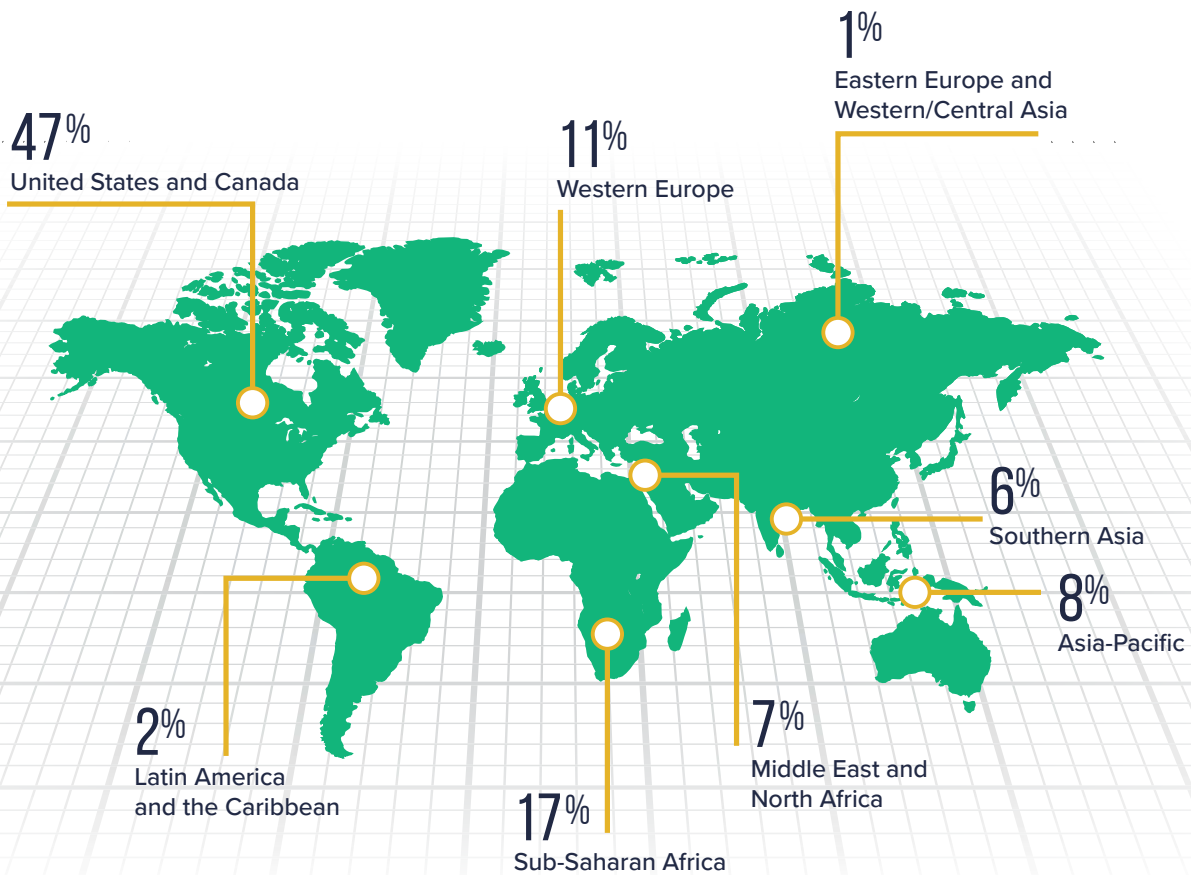 1%
Eastern Europe and
Western/Central Asia
47%
United States and Canada
11%
Western Europe
6%
Southern Asia
8%
Asia-Pacific
2%
Latin America
and the Caribbean
7%
Middle East and
North Africa
17%
Sub-Saharan Africa